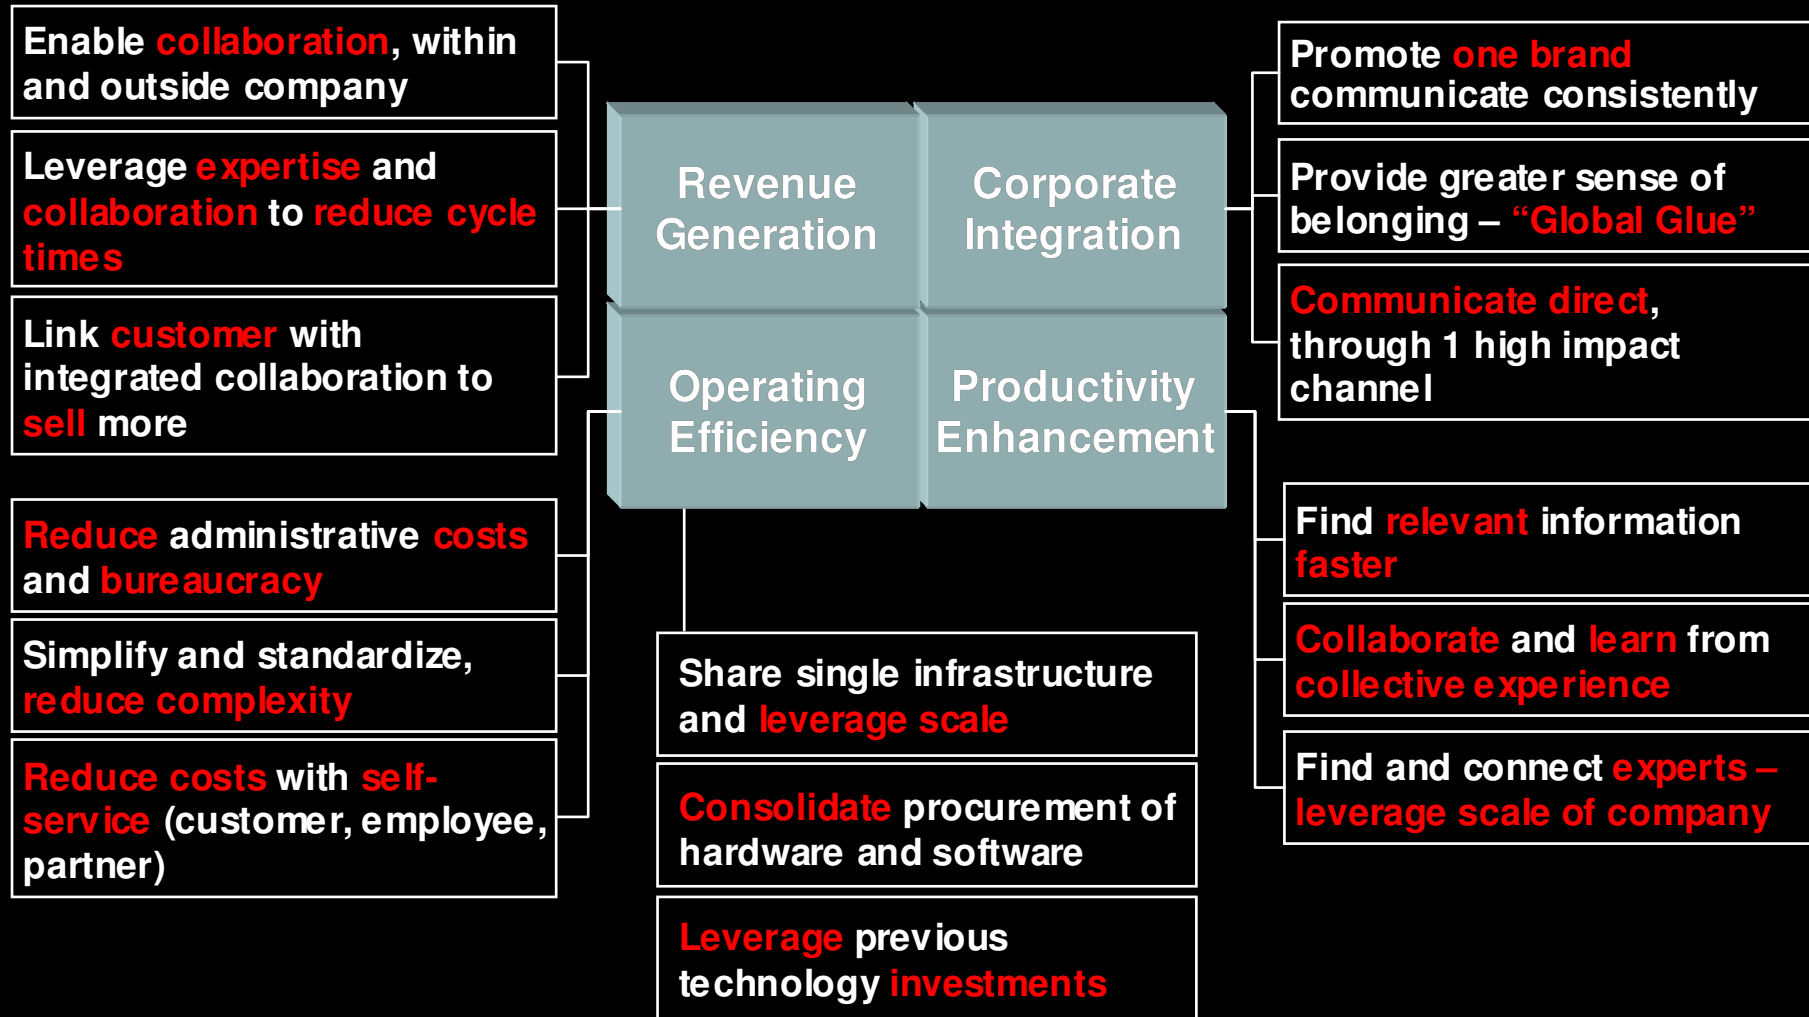 Enable collaboration, within
and outside company
Leverage expertise and
collaboration to reduce cycle
times
Link customer with
integrated collaboration to
sell more
Reduce administrative costs
and bureaucracy
Simplify and standardize,
reduce complexity
Reduce costs with self-
service (customer, employee,
partner)
Revenue
Generation
Corporate
Integration
Operating
Efficiency
Productivity
Enhancement
Share single infrastructure
and leverage scale
Consolidate procurement of
hardware and software
Leverage previous
technology investments
Promote one brand
communicate consistently
Provide greater sense of
belonging – “Global Glue”
Communicate direct,
through 1 high impact
channel
Find relevant information
faster
Collaborate and learn from
collective experience
Find and connect experts –
leverage scale of company